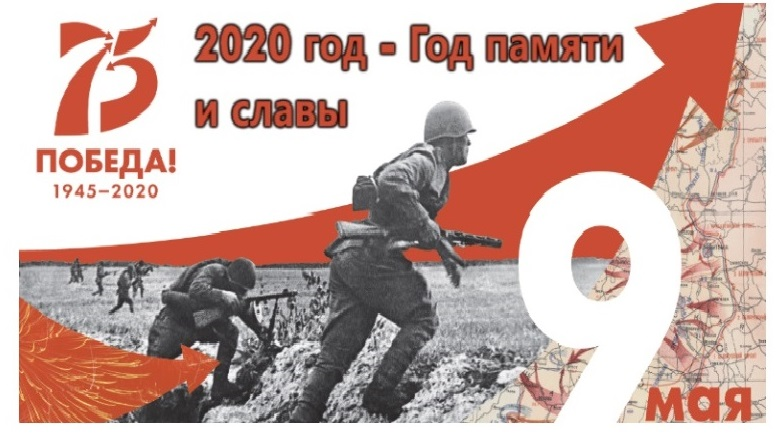 75
ПОБЕДА!
1945–2020
2020 год - Год памяти
и славы
9
мая